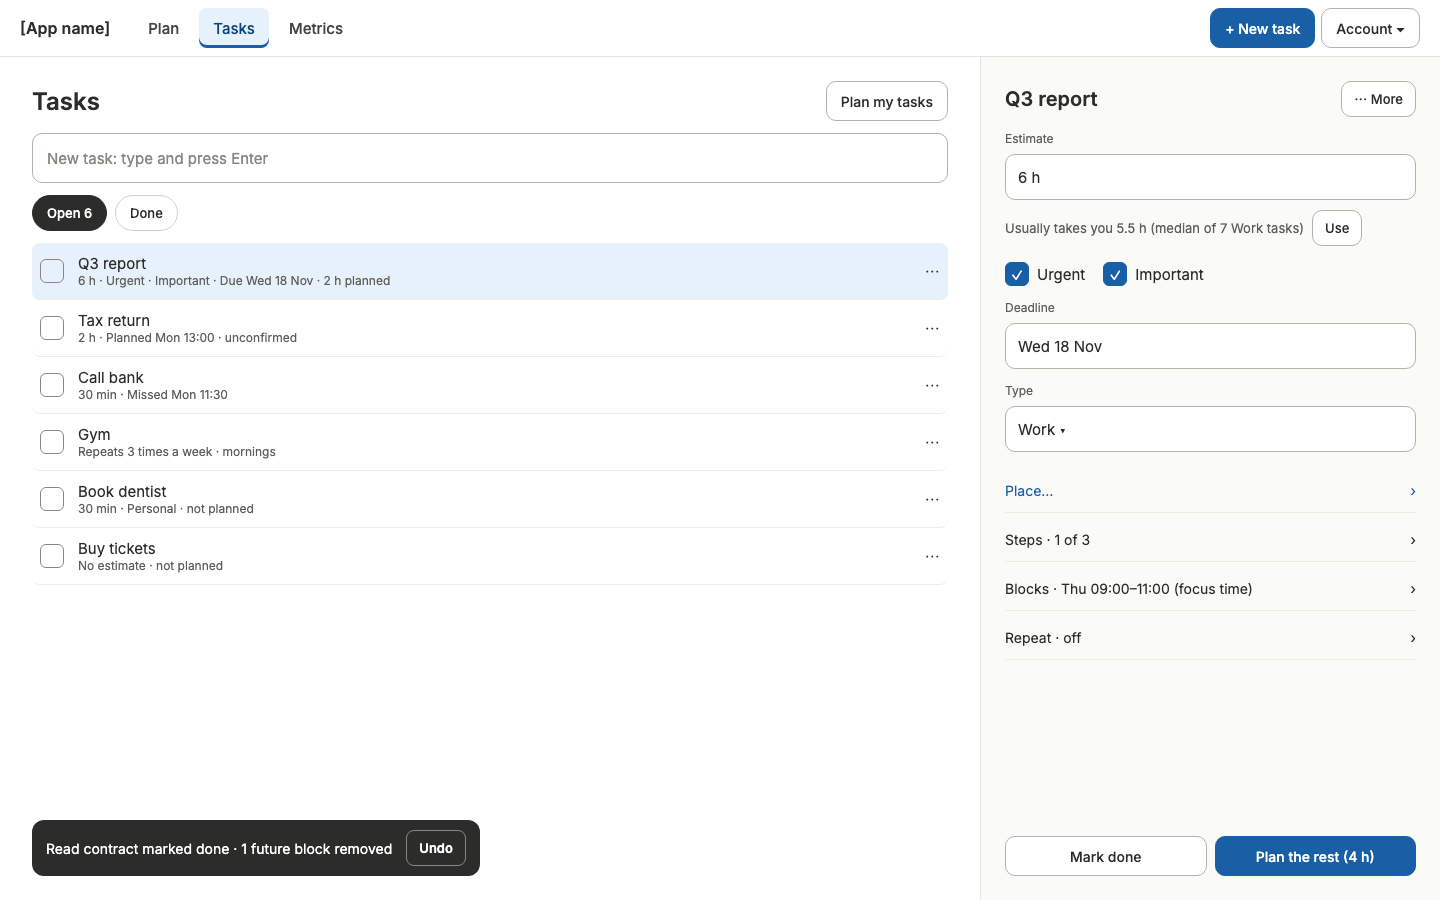 [App name]
Plan
Tasks
Metrics
+ New task
Account
Tasks
Plan my tasks
New task: type and press Enter
Open 6
Done
Q3 report
6 h · Urgent · Important · Due Wed 18 Nov · 2 h planned
···
Tax return
2 h · Planned Mon 13:00 · unconfirmed
···
Call bank
30 min · Missed Mon 11:30
···
Gym
Repeats 3 times a week · mornings
···
Book dentist
30 min · Personal · not planned
···
Buy tickets
No estimate · not planned
···
Read contract marked done · 1 future block removed
Undo
Q3 report
··· More
Estimate
6 h
Usually takes you 5.5 h (median of 7 Work tasks)
Use
Urgent
Important
Deadline
Wed 18 Nov
Type
Work
Place...
Steps · 1 of 3
Blocks · Thu 09:00–11:00 (focus time)
Repeat · off
Mark done
Plan the rest (4 h)